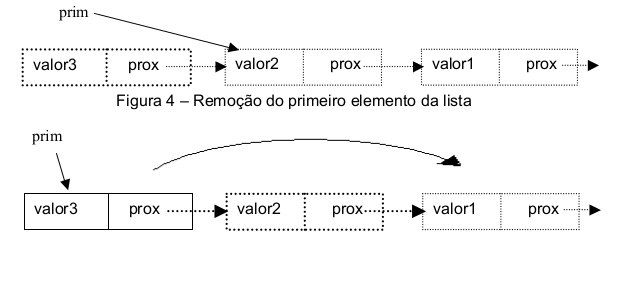 prim
valor3 prox valor2 prox valor1 prox
Figura 4 – Remoção do primeiro elemento da lista
prim
valor3 prox valor2 prox valor1 prox